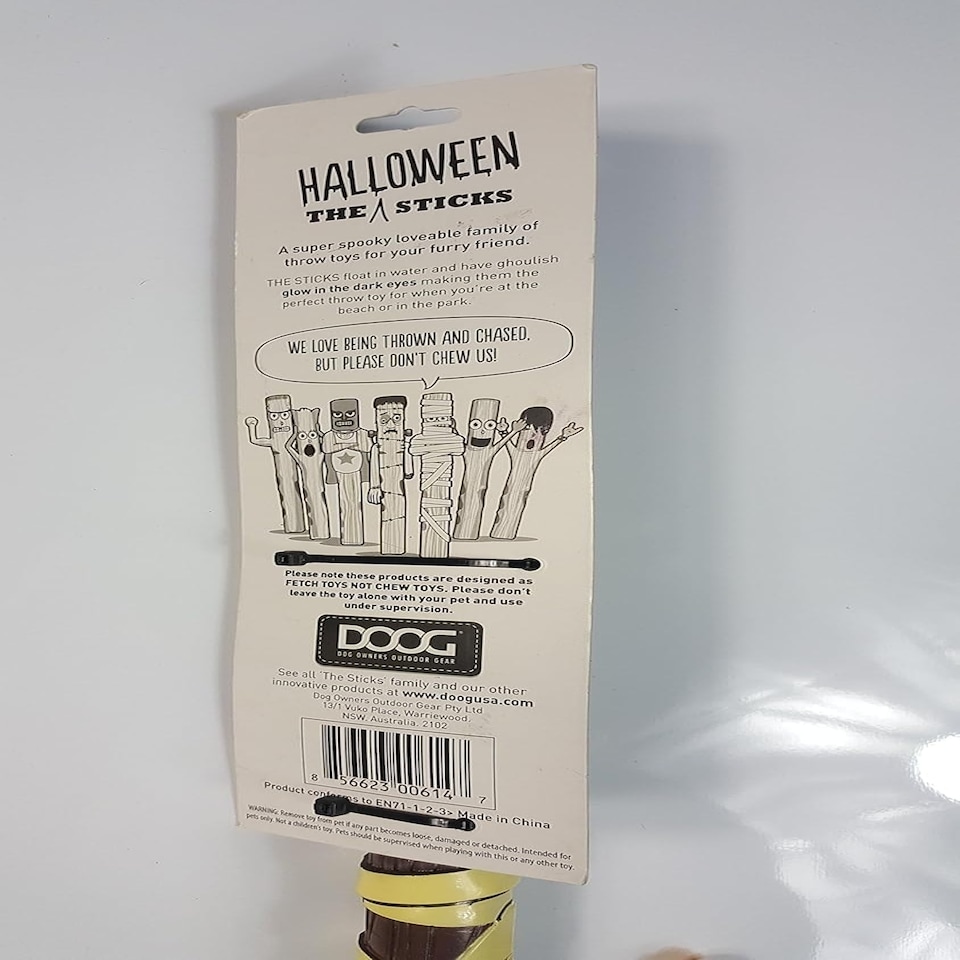 HALLOWEEN
THE STICKS
A super spooky loveable family of
throw toys for your furry friend.
THE STICKS float in water and have ghoulish
glow in the dark eyes making them the
perfect throw toy for when you're at the
beach or in the park.
WE LOVE BEING THROWN AND CHASED,
BUT PLEASE DON'T CHEW US!
Please note these products are designed as
FETCH TOYS NOT CHEW TOYS. Please don't
leave the toy alone with your pet and use
under supervision.
DOOG™
DOG OWNERS OUTDOOR GEAR
See all 'The Sticks' family and our other
innovative products at www.doogusa.com
Dog Owners Outdoor Gear Pty Ltd
13/1 Vuko Place, Warriewood.
NSW. Australia. 2102
8 56623 00614 7
Product conforms to EN71-1-2-3> Made in China
WARNING: Remove toy from pet if any part becomes loose, damaged or detached. Intended for
pets only. Not a children's toy. Pets should be supervised when playing with this or any other toy.